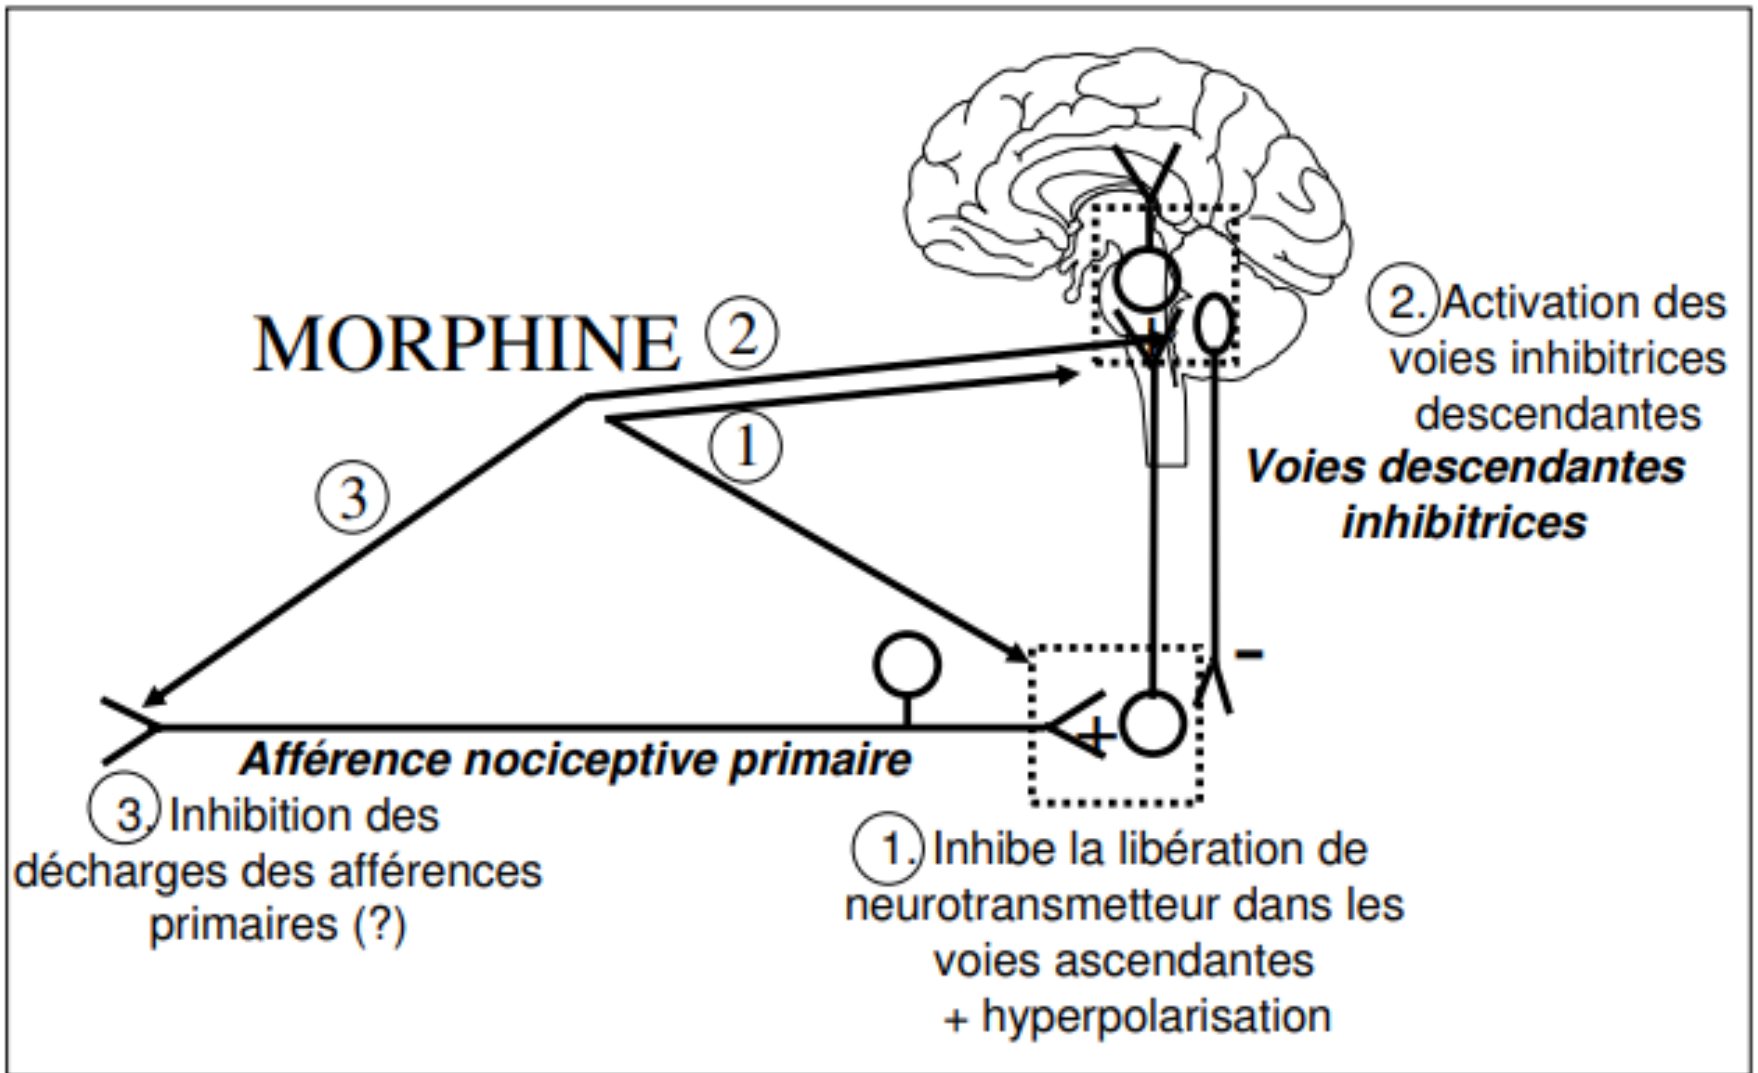 MORPHINE
2
1
3
2. Activation des
voies inhibitrices
descendantes
Voies descendantes
inhibitrices
+
-
+
Afférence nociceptive primaire
3. Inhibition des
décharges des afférences
primaires (?)
1. Inhibe la libération de
neurotransmetteur dans les
voies ascendantes
+ hyperpolarisation